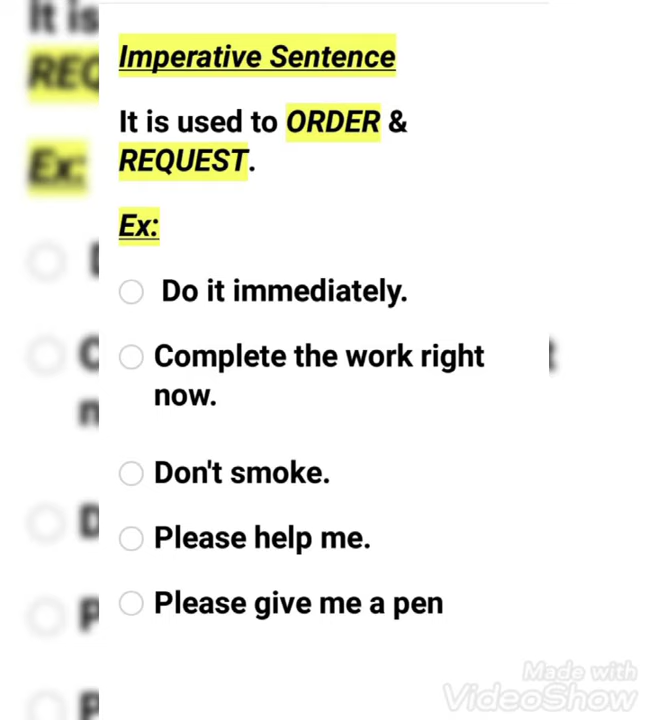 Imperative Sentence
It is used to ORDER &
REQUEST.
Ex:
Do it immediately.
Complete the work right
now.
Don't smoke.
Please help me.
Please give me a pen
Made with
VideoShow